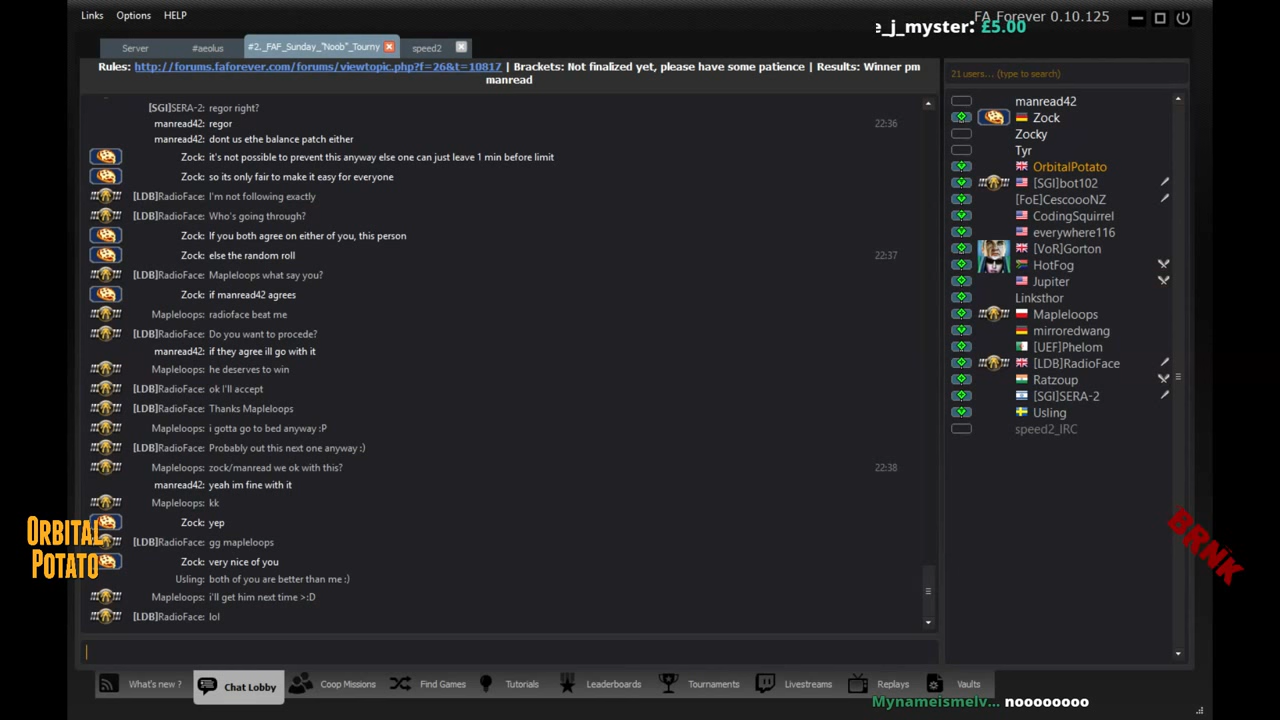 Links Options HELP
FA Forever 0.10.125
e_j_myster: £5.00
Server #aeolus #2._FAF_Sunday_"Noob"_Tourny speed2
Rules: http://forums.faforever.com/forums/viewtopic.php?f=26&t=10817 | Brackets: Not finalized yet, please have some patience | Results: Winner pm
manread
[SGI]SERA-2: regor right?
manread42: regor 22:36
manread42: dont us ethe balance patch either
Zock: it's not possible to prevent this anyway else one can just leave 1 min before limit
Zock: so its only fair to make it easy for everyone
[LDB]RadioFace: I'm not following exactly
[LDB]RadioFace: Who's going through?
Zock: If you both agree on either of you, this person
Zock: else the random roll 22:37
[LDB]RadioFace: Mapleloops what say you?
Zock: if manread42 agrees
Mapleloops: radioface beat me
[LDB]RadioFace: Do you want to procede?
manread42: if they agree ill go with it
Mapleloops: he deserves to win
[LDB]RadioFace: ok I'll accept
[LDB]RadioFace: Thanks Mapleloops
Mapleloops: i gotta go to bed anyway :P
[LDB]RadioFace: Probably out this next one anyway :)
Mapleloops: zock/manread we ok with this? 22:38
manread42: yeah im fine with it
Mapleloops: kk
Zock: yep
[LDB]RadioFace: gg mapleloops
Zock: very nice of you
Usling: both of you are better than me :)
Mapleloops: i'll get him next time >:D
[LDB]RadioFace: lol
21 users... (type to search)
manread42
Zock
Zocky
Tyr
OrbitalPotato
[SGI]bot102
[FoE]CescoooNZ
CodingSquirrel
everywhere116
[VoR]Gorton
HotFog
Jupiter
Linksthor
Mapleloops
mirroredwang
[UEF]Phelom
[LDB]RadioFace
Ratzoup
[SGI]SERA-2
Usling
speed2_IRC
Orbital
Potato
BRNK
What's new ? Chat Lobby Coop Missions Find Games Tutorials Leaderboards Tournaments Livestreams Replays Vaults
Mynameismelv... noooooooo